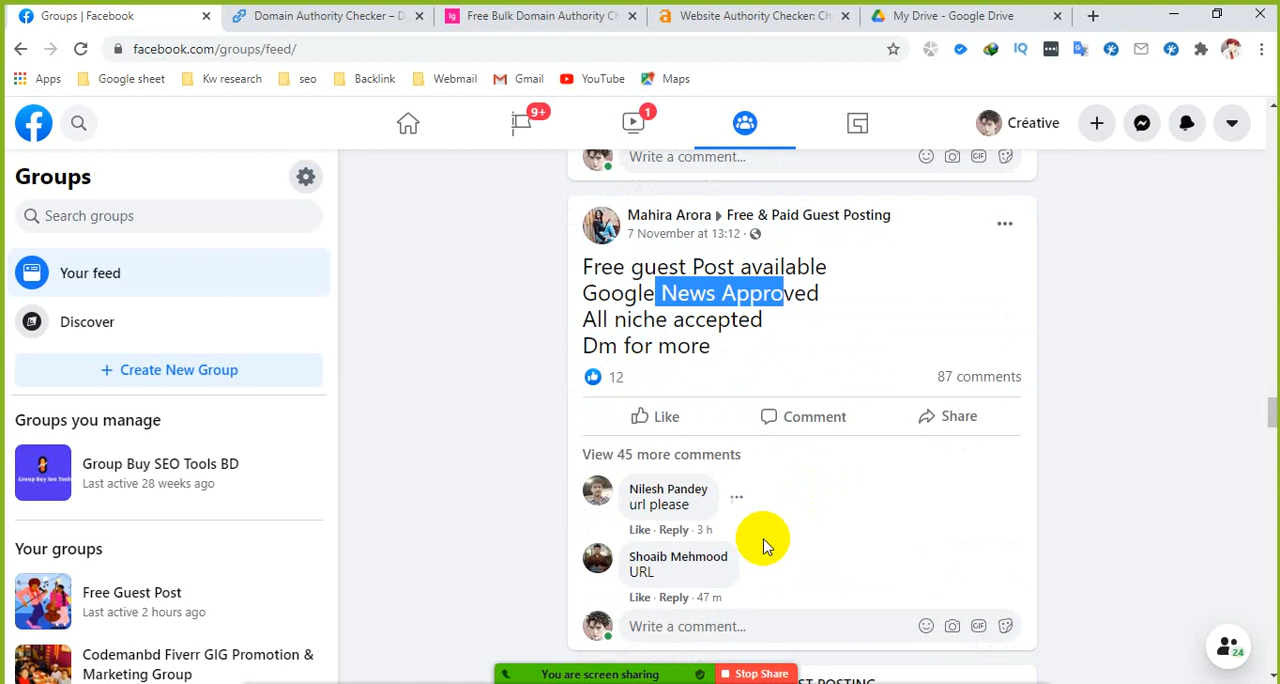 Groups | Facebook
Domain Authority Checker – D
Free Bulk Domain Authority Ch
Website Authority Checker: Ch
My Drive - Google Drive
facebook.com/groups/feed/
IQ
Apps
Google sheet
Kw research
seo
Backlink
Webmail
Gmail
YouTube
Maps
9+
1
Créative
Groups
Search groups
Your feed
Discover
+ Create New Group
Groups you manage
Group Buy SEO Tools BD
Last active 28 weeks ago
Your groups
Free Guest Post
Last active 2 hours ago
Codemanbd Fiverr GIG Promotion &
Marketing Group
Write a comment...
GIF
Mahira Arora ▸ Free & Paid Guest Posting
7 November at 13:12 ·
Free guest Post available
Google News Approved
All niche accepted
Dm for more
12
87 comments
Like
Comment
Share
View 45 more comments
Nilesh Pandey
url please
Like · Reply · 3 h
Shoaib Mehmood
URL
Like · Reply · 47 m
Write a comment...
GIF
24
You are screen sharing
Stop Share